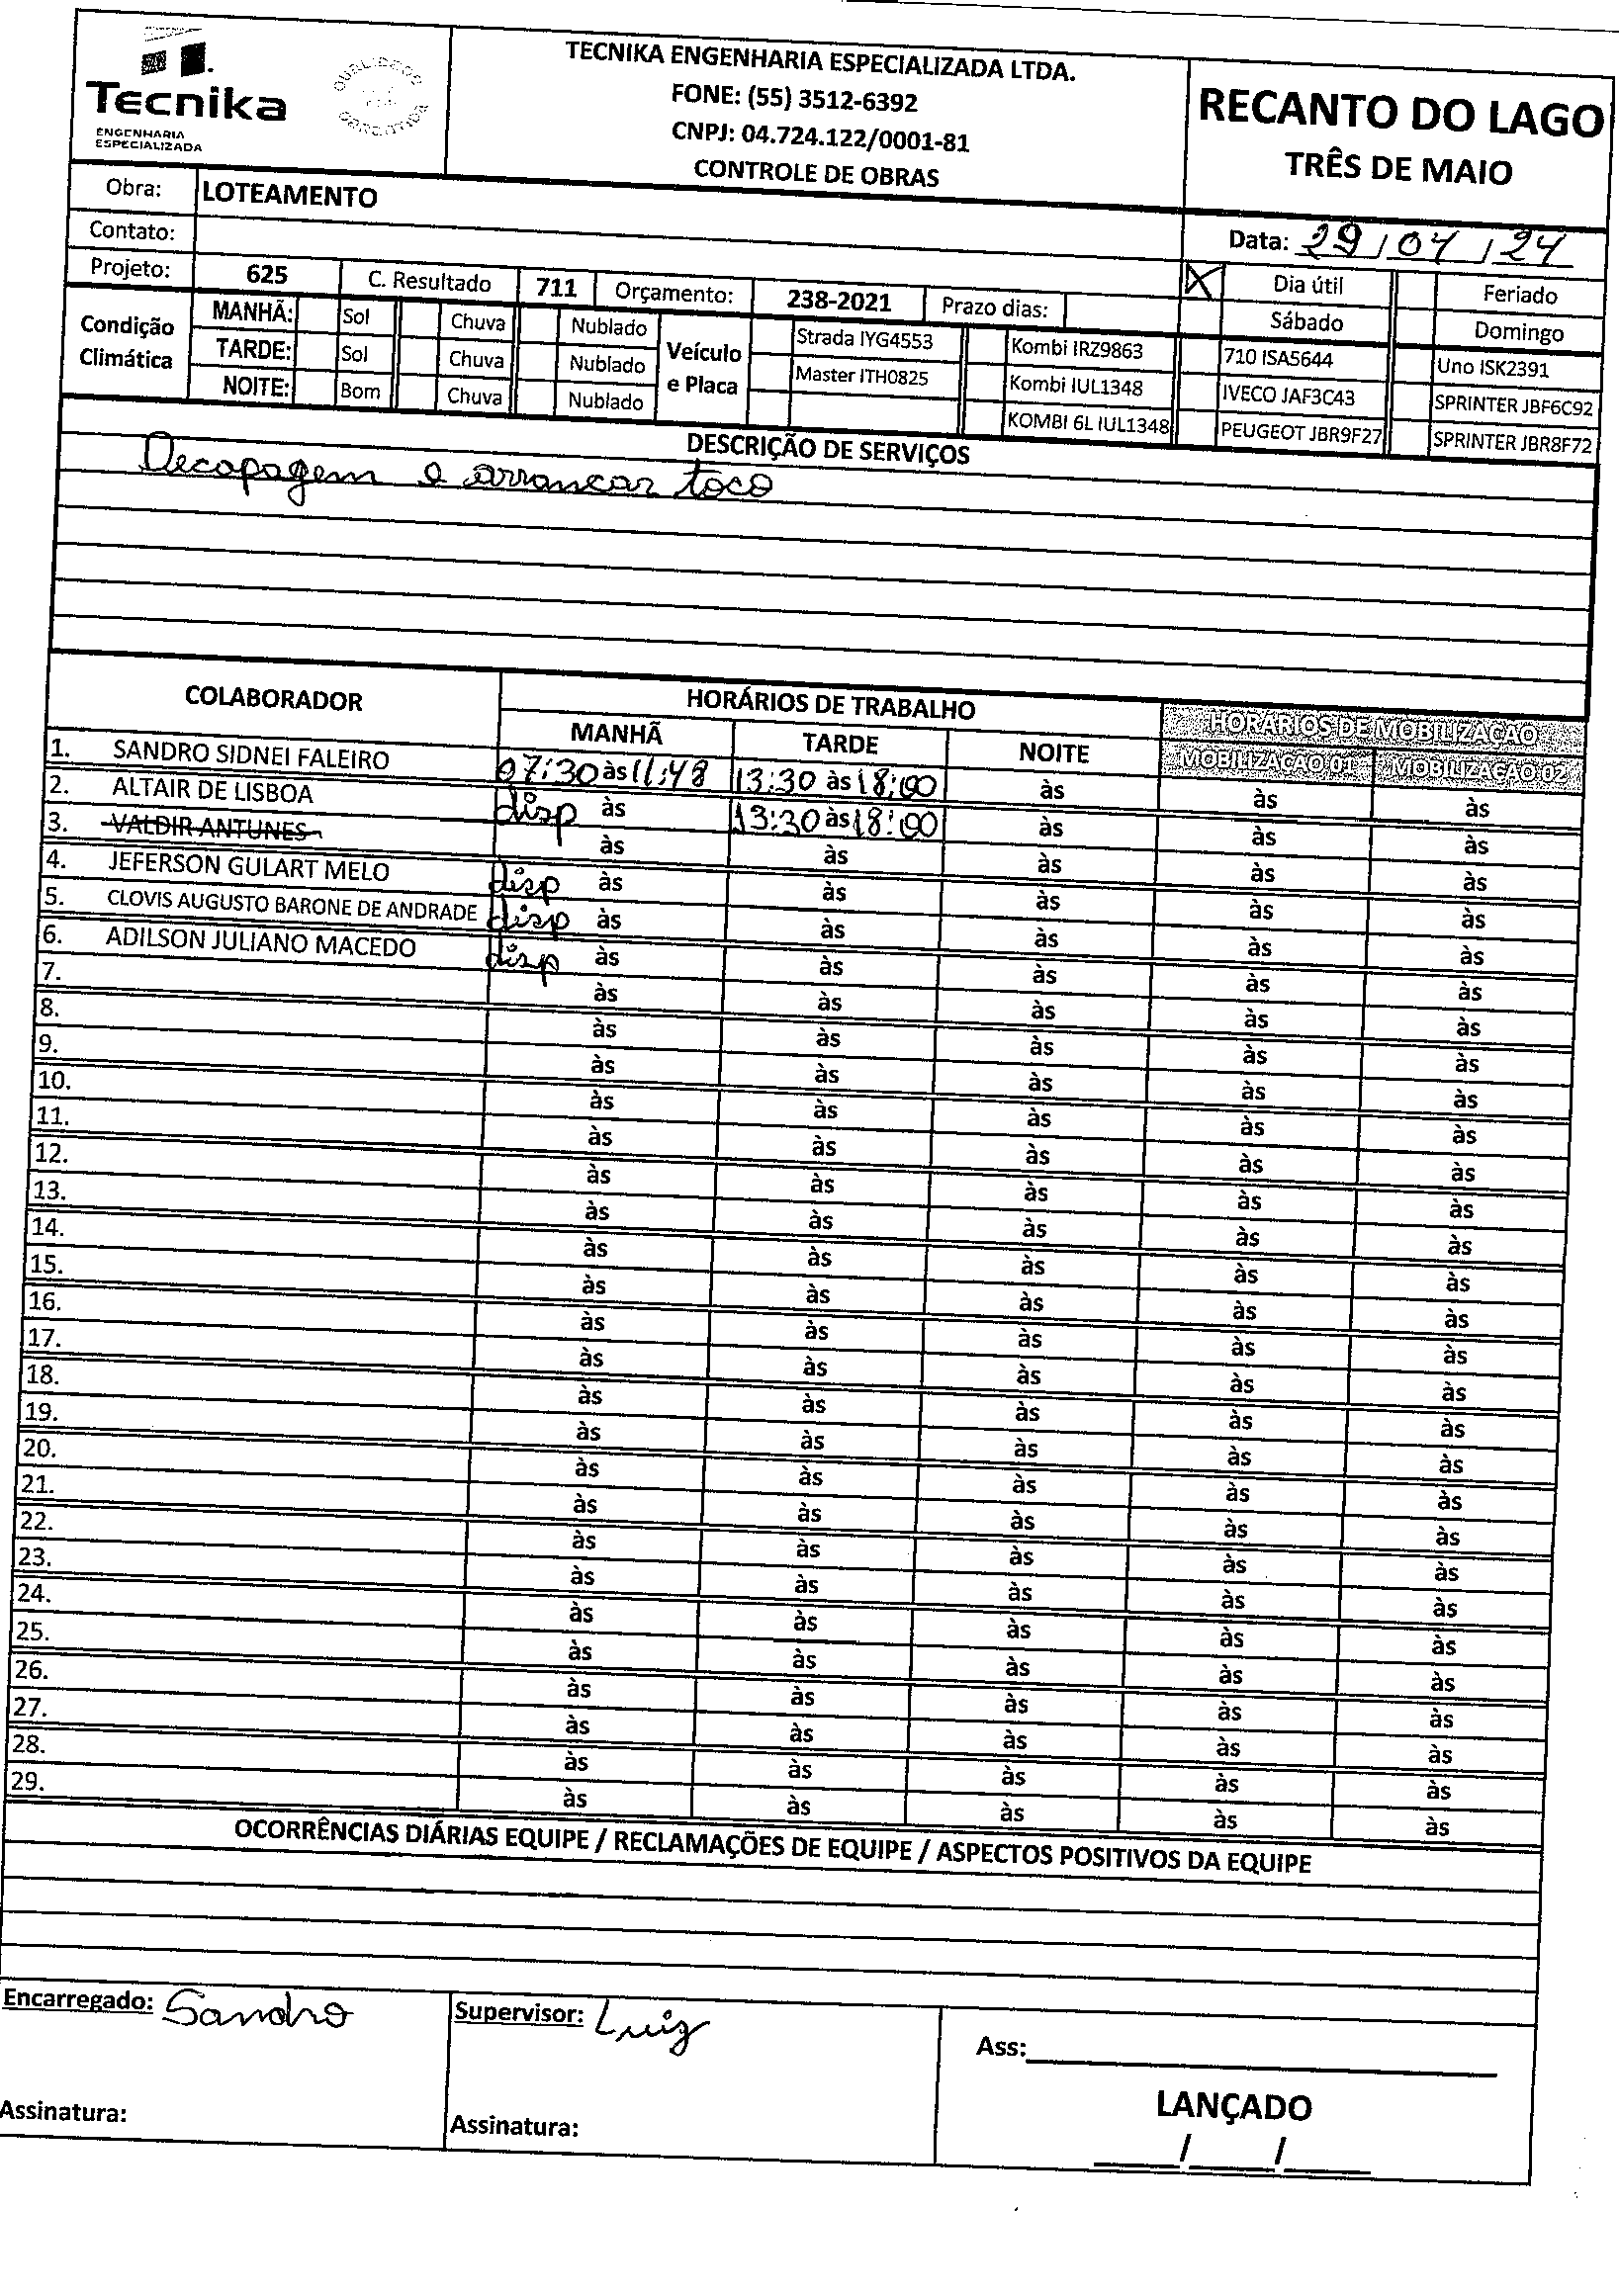 Tecnika
ENGENHARIA
ESPECIALIZADA
TECNIKA ENGENHARIA ESPECIALIZADA LTDA.
FONE: (55) 3512-6392
CNPJ: 04.724.122/0001-81
CONTROLE DE OBRAS
RECANTO DO LAGO
TRÊS DE MAIO
Obra: LOTEAMENTO
Contato:
Data: 29/04/24
Projeto: 625 C. Resultado 711 Orçamento: 238-2021 Prazo dias: X Dia útil Feriado
Sábado Domingo
Condição Climática
MANHÃ: Sol Chuva Nublado
TARDE: Sol Chuva Nublado
NOITE: Bom Chuva Nublado
Veículo e Placa
Strada IYG4553 Kombi IRZ9863 710 ISA5644 Uno ISK2391
Master ITH0825 Kombi IUL1348 IVECO JAF3C43 SPRINTER JBF6C92
KOMBI 6L IUL1348 PEUGEOT JBR9F27 SPRINTER JBR8F72
DESCRIÇÃO DE SERVIÇOS
Decapagem e arrancar toco
COLABORADOR HORÁRIOS DE TRABALHO HORÁRIOS DE MOBILIZAÇÃO
MANHÃ TARDE NOITE MOBILIZAÇÃO 01 MOBILIZAÇÃO 02
1. SANDRO SIDNEI FALEIRO 07:30 às 11:48 13:30 às 18:00 às às às
2. ALTAIR DE LISBOA disp às 13:30 às 18:00 às às às
3. VALDIR ANTUNES às às às às às
4. JEFERSON GULART MELO disp às às às às às
5. CLOVIS AUGUSTO BARONE DE ANDRADE disp às às às às às
6. ADILSON JULIANO MACEDO disp às às às às às
7. às às às às às
8. às às às às às
9. às às às às às
10. às às às às às
11. às às às às às
12. às às às às às
13. às às às às às
14. às às às às às
15. às às às às às
16. às às às às às
17. às às às às às
18. às às às às às
19. às às às às às
20. às às às às às
21. às às às às às
22. às às às às às
23. às às às às às
24. às às às às às
25. às às às às às
26. às às às às às
27. às às às às às
28. às às às às às
29. às às às às às
OCORRÊNCIAS DIÁRIAS EQUIPE / RECLAMAÇÕES DE EQUIPE / ASPECTOS POSITIVOS DA EQUIPE
Encarregado: Sandro
Supervisor: Luiz
Ass:
LANÇADO
Assinatura:
Assinatura:
/ /